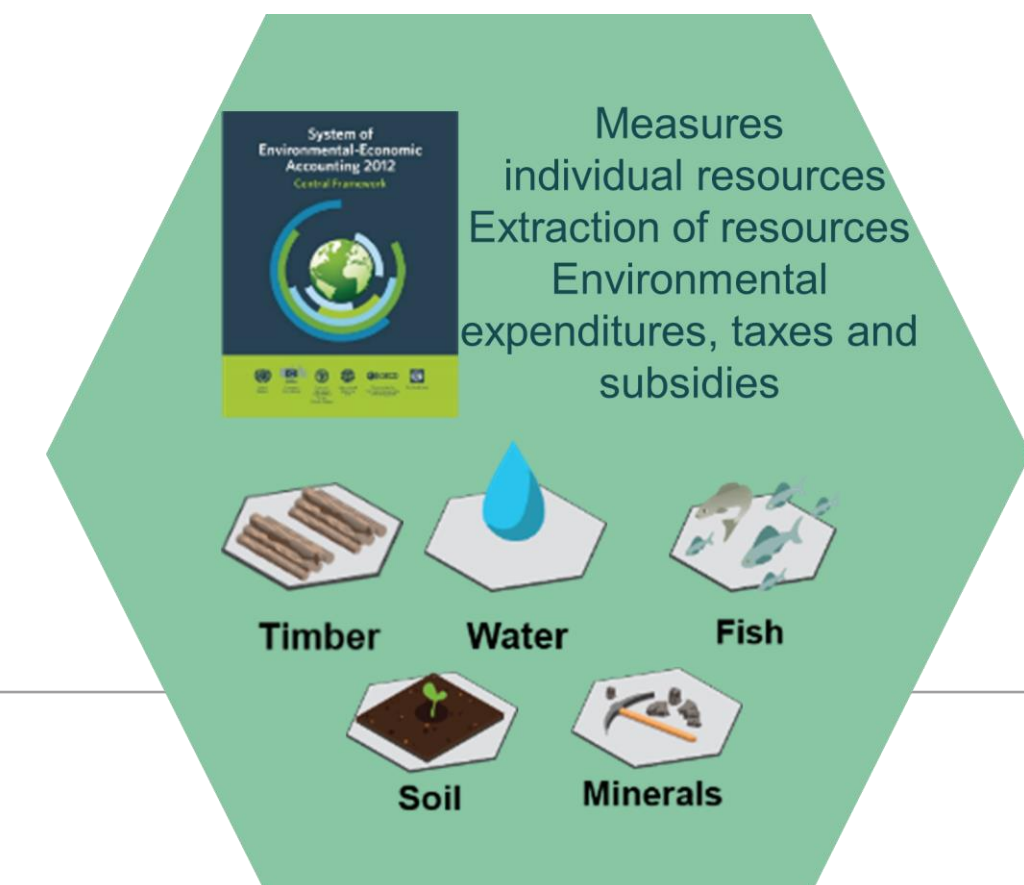 System of
Environmental-Economic
Accounting 2012
Central Framework
Measures
individual resources
Extraction of resources
Environmental
expenditures, taxes and
subsidies
Timber
Water
Fish
Soil
Minerals